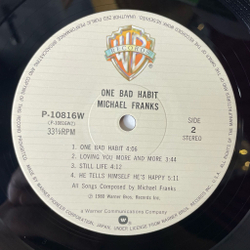 WB
RECORDS
ONE BAD HABIT
MICHAEL FRANKS
P-10816W
33⅓RPM
SIDE
2
STEREO
1. ONE BAD HABIT 4:06
2. LOVING YOU MORE AND MORE 3:44
3. STILL LIFE 4:12
4. HE TELLS HIMSELF HE'S HAPPY 5:11
All Songs Composed by Michael Franks
Ⓟ 1980 Warner Bros. Records Inc.
a Warner Communications Company